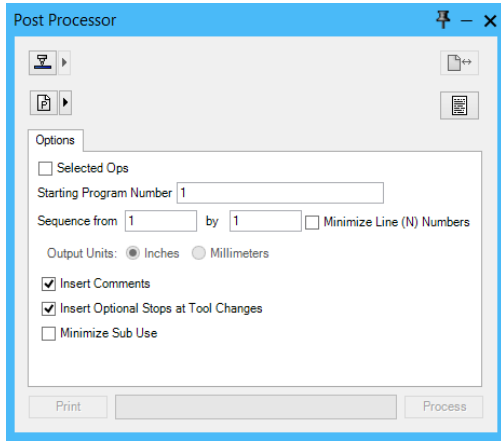 Post Processor
P
Options
Selected Ops
Starting Program Number 1
Sequence from 1 by 1 Minimize Line (N) Numbers
Output Units: Inches Millimeters
Insert Comments
Insert Optional Stops at Tool Changes
Minimize Sub Use
Print Process